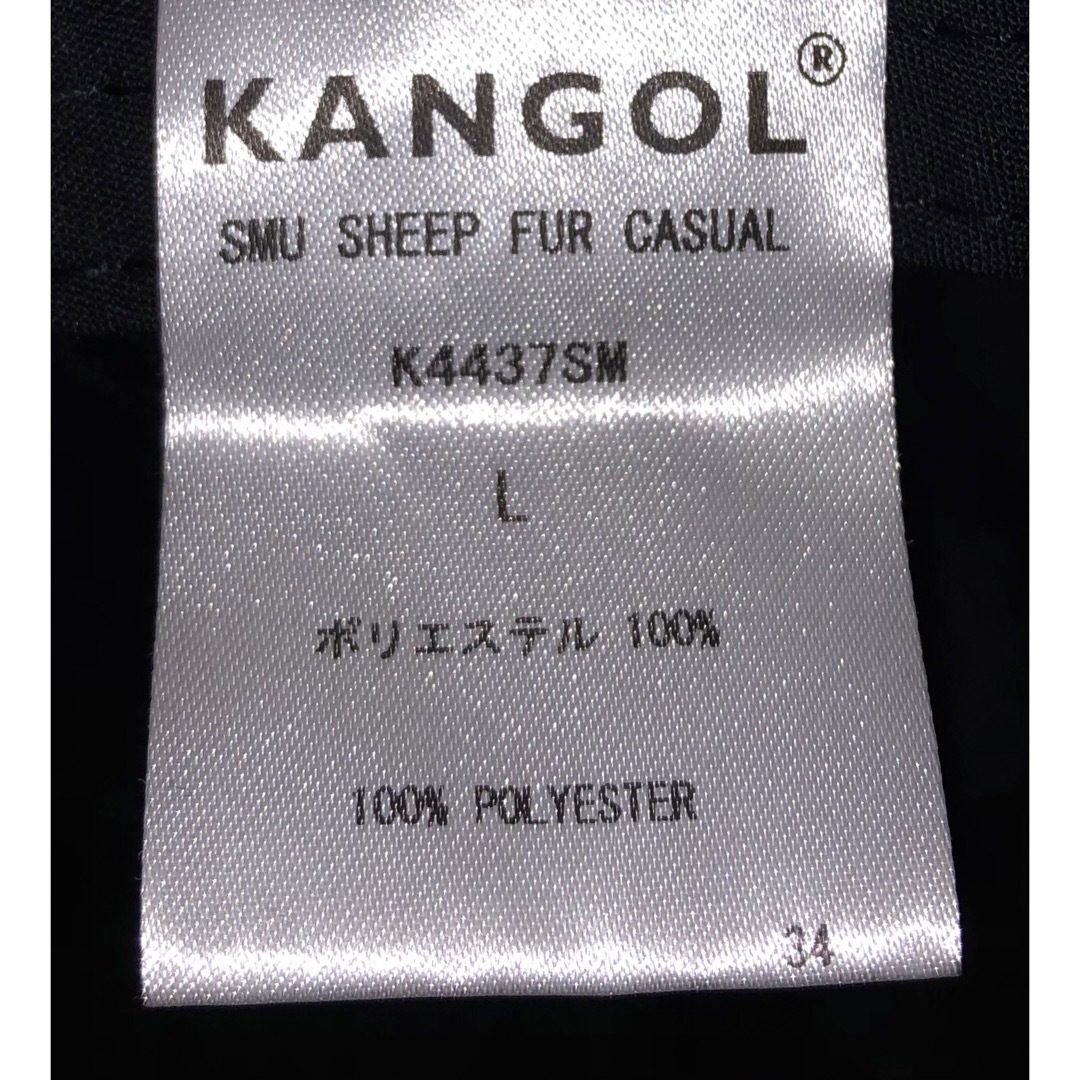 KANGOL®
SMU SHEEP FUR CASUAL
K4437SM
L
ポリエステル 100%
100% POLYESTER
34